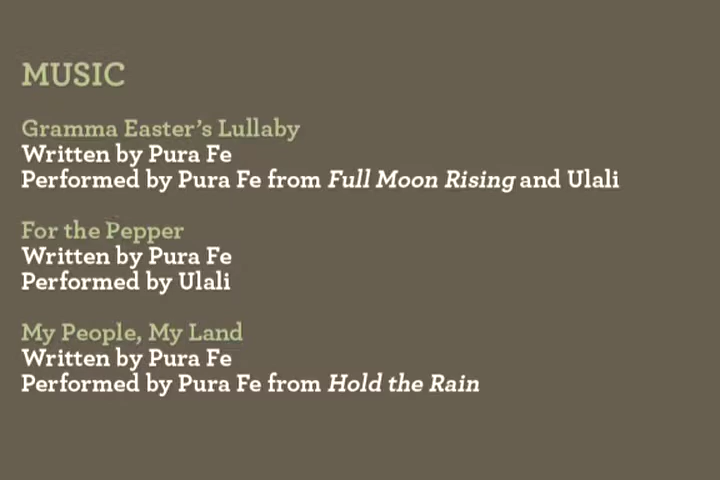 MUSIC
Gramma Easter's Lullaby
Written by Pura Fe
Performed by Pura Fe from Full Moon Rising and Ulali
For the Pepper
Written by Pura Fe
Performed by Ulali
My People, My Land
Written by Pura Fe
Performed by Pura Fe from Hold the Rain